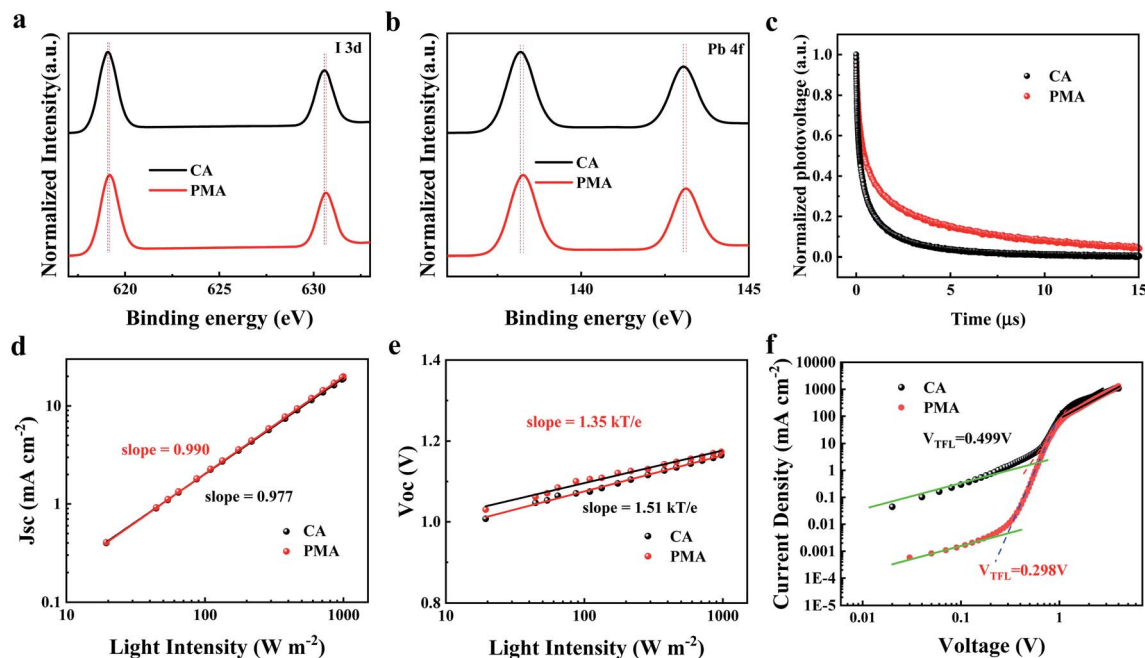 a
I 3d
Normalized Intensity(a.u.)
CA
PMA
620
625
630
Binding energy (eV)
b
Pb 4f
Normalized Intensity(a.u.)
CA
PMA
140
145
Binding energy (eV)
c
Normalized photovoltage (a.u.)
1.0
0.8
0.6
0.4
0.2
0.0
CA
PMA
0
5
10
15
Time (μs)
d
Jsc (mA cm-2)
10
1
0.1
slope = 0.990
slope = 0.977
CA
PMA
10
100
1000
Light Intensity (W m-2)
e
Voc (V)
1.4
1.2
1.0
0.8
slope = 1.35 kT/e
slope = 1.51 kT/e
CA
PMA
10
100
1000
Light Intensity (W m-2)
f
Current Density (mA cm-2)
10000
1000
100
10
1
0.1
0.01
0.001
1E-4
1E-5
CA
PMA
VTFL=0.499V
VTFL=0.298V
0.01
0.1
1
Voltage (V)